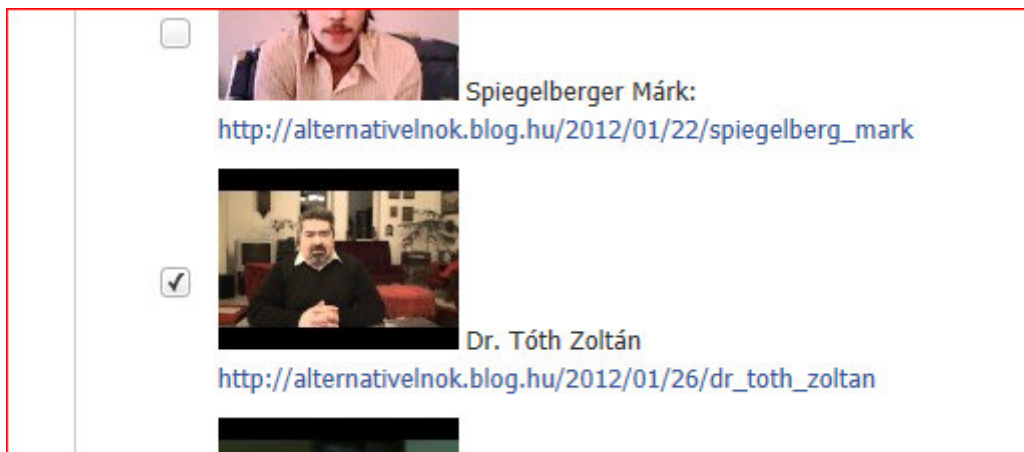 Spiegelberger Márk:
http://alternativelnok.blog.hu/2012/01/22/spiegelberg_mark
Dr. Tóth Zoltán
http://alternativelnok.blog.hu/2012/01/26/dr_toth_zoltan